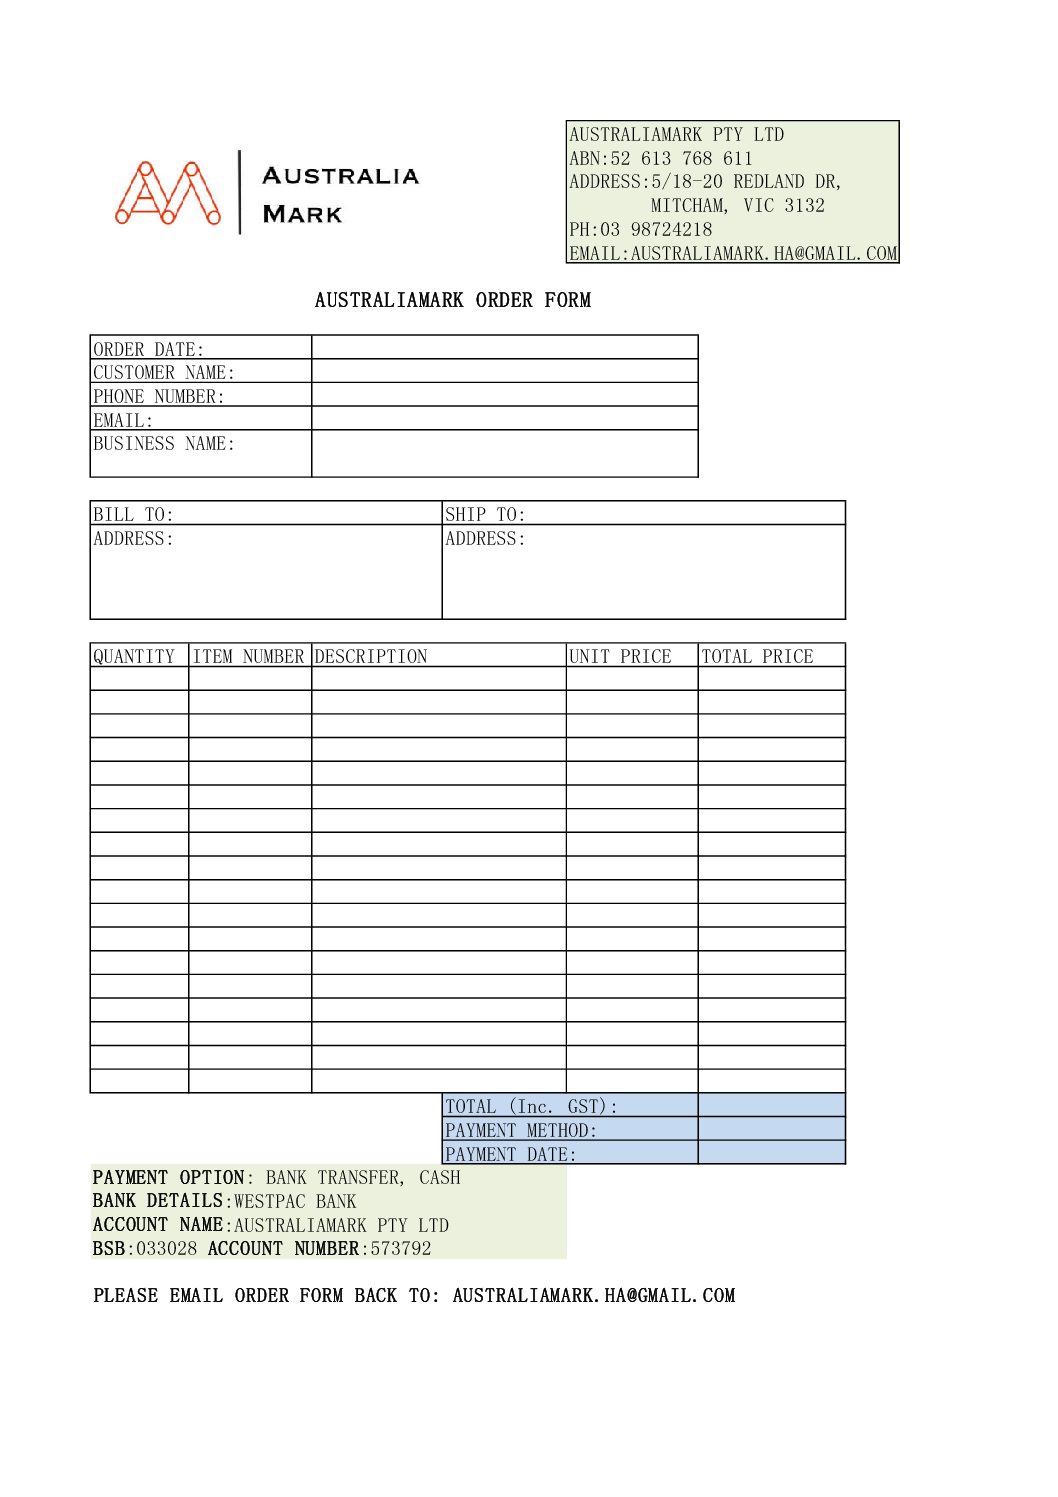 AUSTRALIA
MARK
AUSTRALIAMARK PTY LTD
ABN:52 613 768 611
ADDRESS:5/18-20 REDLAND DR,
MITCHAM, VIC 3132
PH:03 98724218
EMAIL:AUSTRALIAMARK.HA@GMAIL.COM
AUSTRALIAMARK ORDER FORM
ORDER DATE:
CUSTOMER NAME:
PHONE NUMBER:
EMAIL:
BUSINESS NAME:
BILL TO: SHIP TO:
ADDRESS: ADDRESS:
QUANTITY ITEM NUMBER DESCRIPTION UNIT PRICE TOTAL PRICE
TOTAL (Inc. GST):
PAYMENT METHOD:
PAYMENT DATE:
PAYMENT OPTION: BANK TRANSFER, CASH
BANK DETAILS:WESTPAC BANK
ACCOUNT NAME:AUSTRALIAMARK PTY LTD
BSB:033028 ACCOUNT NUMBER:573792
PLEASE EMAIL ORDER FORM BACK TO: AUSTRALIAMARK.HA@GMAIL.COM